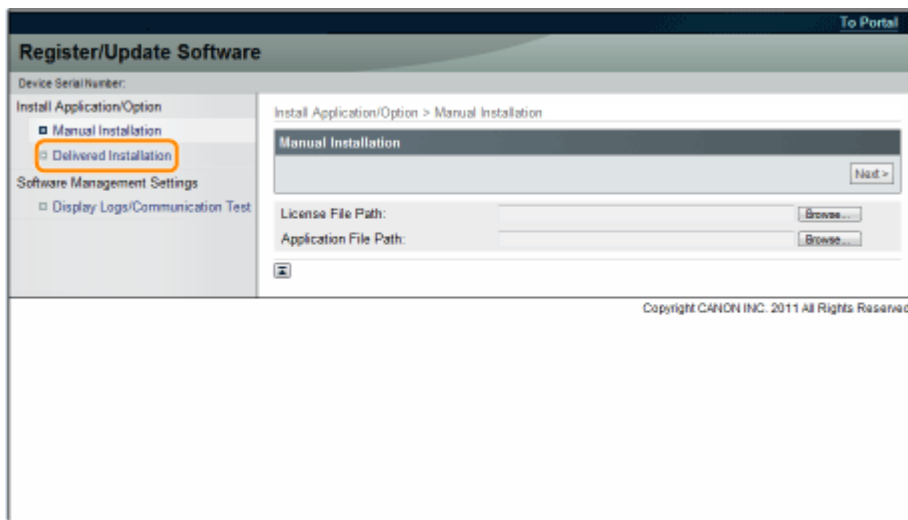 To Portal
Register/Update Software
Device Serial Number:
Install Application/Option
Manual Installation
Delivered Installation
Software Management Settings
Display Logs/Communication Test
Install Application/Option > Manual Installation
Manual Installation
Next >
License File Path:
Browse...
Application File Path:
Browse...
Copyright CANON INC. 2011 All Rights Reserved